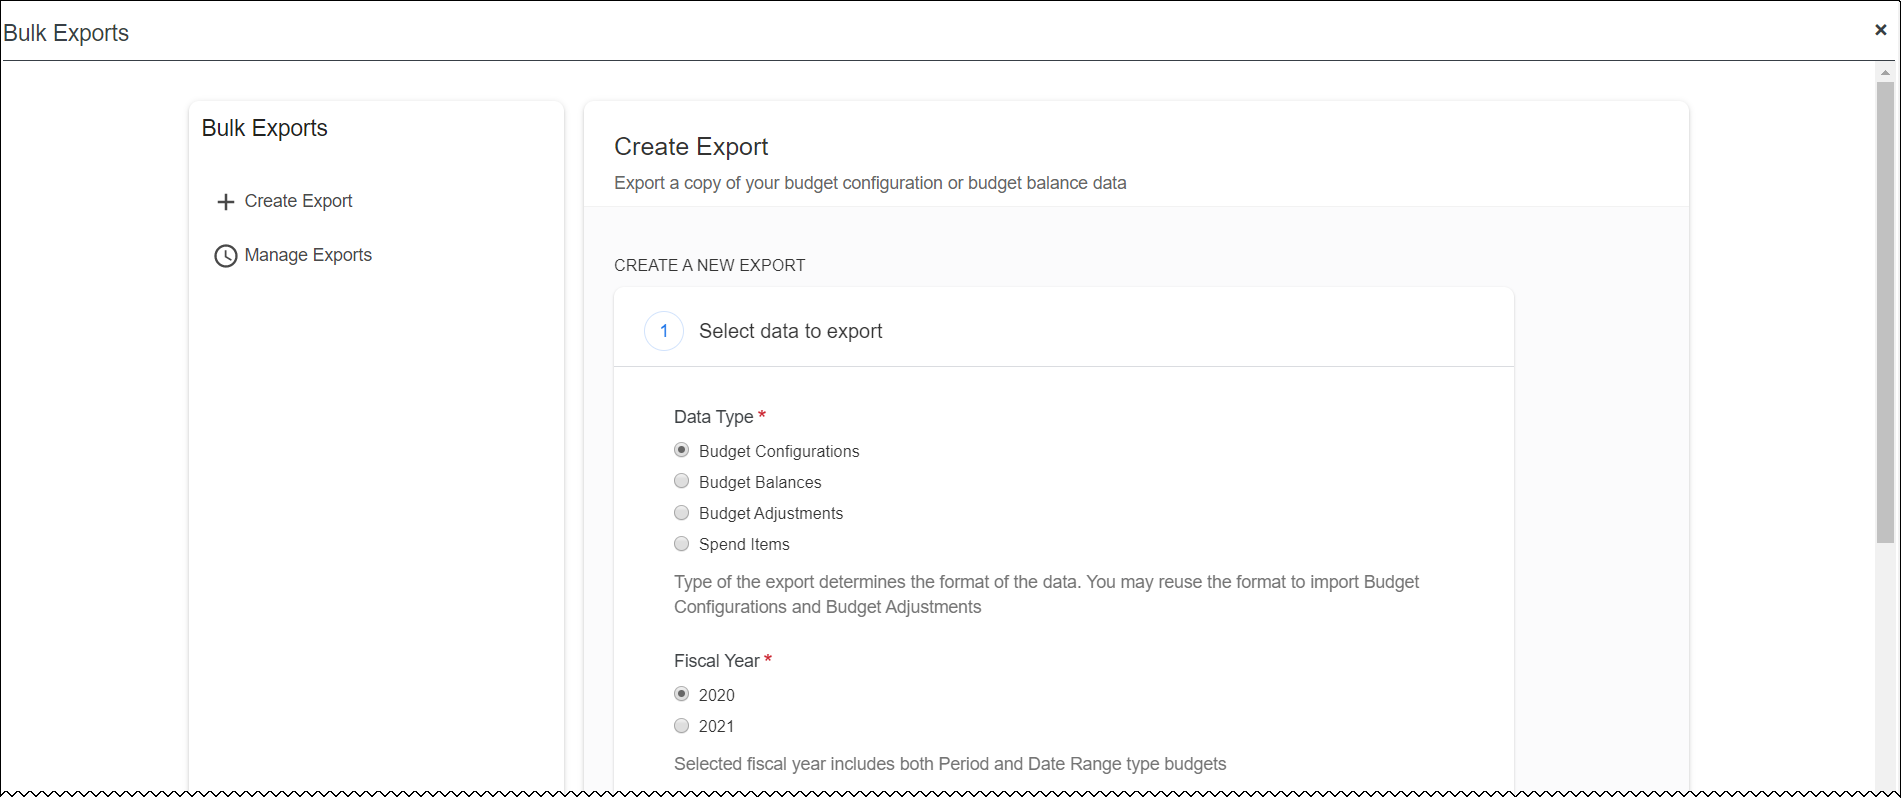 Bulk Exports
×
Bulk Exports
Create Export
Manage Exports
Create Export
Export a copy of your budget configuration or budget balance data
CREATE A NEW EXPORT
1 Select data to export
Data Type *
Budget Configurations
Budget Balances
Budget Adjustments
Spend Items
Type of the export determines the format of the data. You may reuse the format to import Budget
Configurations and Budget Adjustments
Fiscal Year *
2020
2021
Selected fiscal year includes both Period and Date Range type budgets